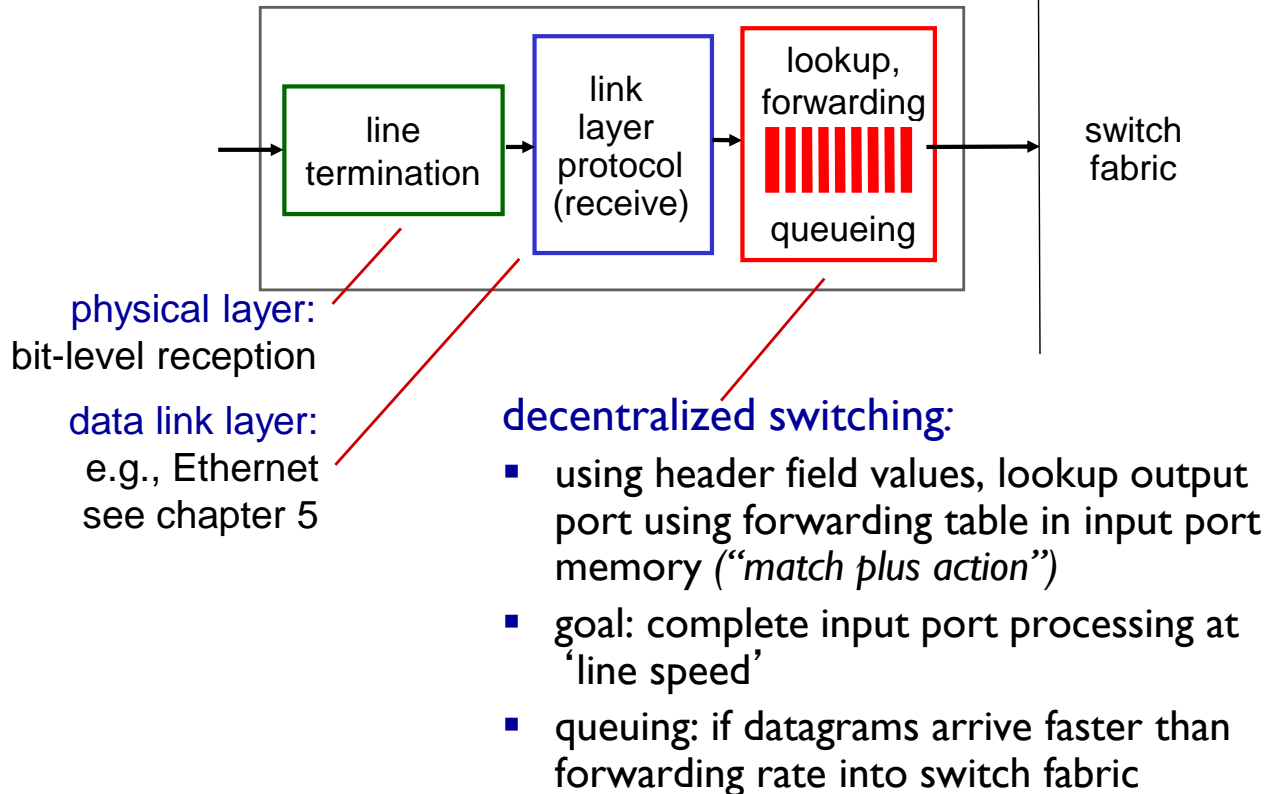 line
termination
link
layer
protocol
(receive)
lookup,
forwarding
queueing
switch
fabric
physical layer:
bit-level reception
data link layer:
e.g., Ethernet
see chapter 5
decentralized switching:
▪ using header field values, lookup output
port using forwarding table in input port
memory (“match plus action”)
▪ goal: complete input port processing at
‘line speed’
▪ queuing: if datagrams arrive faster than
forwarding rate into switch fabric